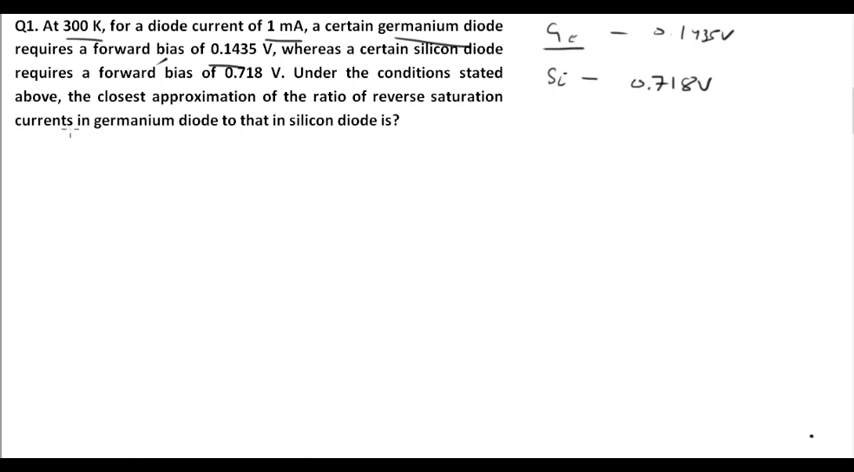 Q1. At 300 K, for a diode current of 1 mA, a certain germanium diode
requires a forward bias of 0.1435 V, whereas a certain silicon diode
requires a forward bias of 0.718 V. Under the conditions stated
above, the closest approximation of the ratio of reverse saturation
currents in germanium diode to that in silicon diode is?
Ge - 0.1435V
Si - 0.718V